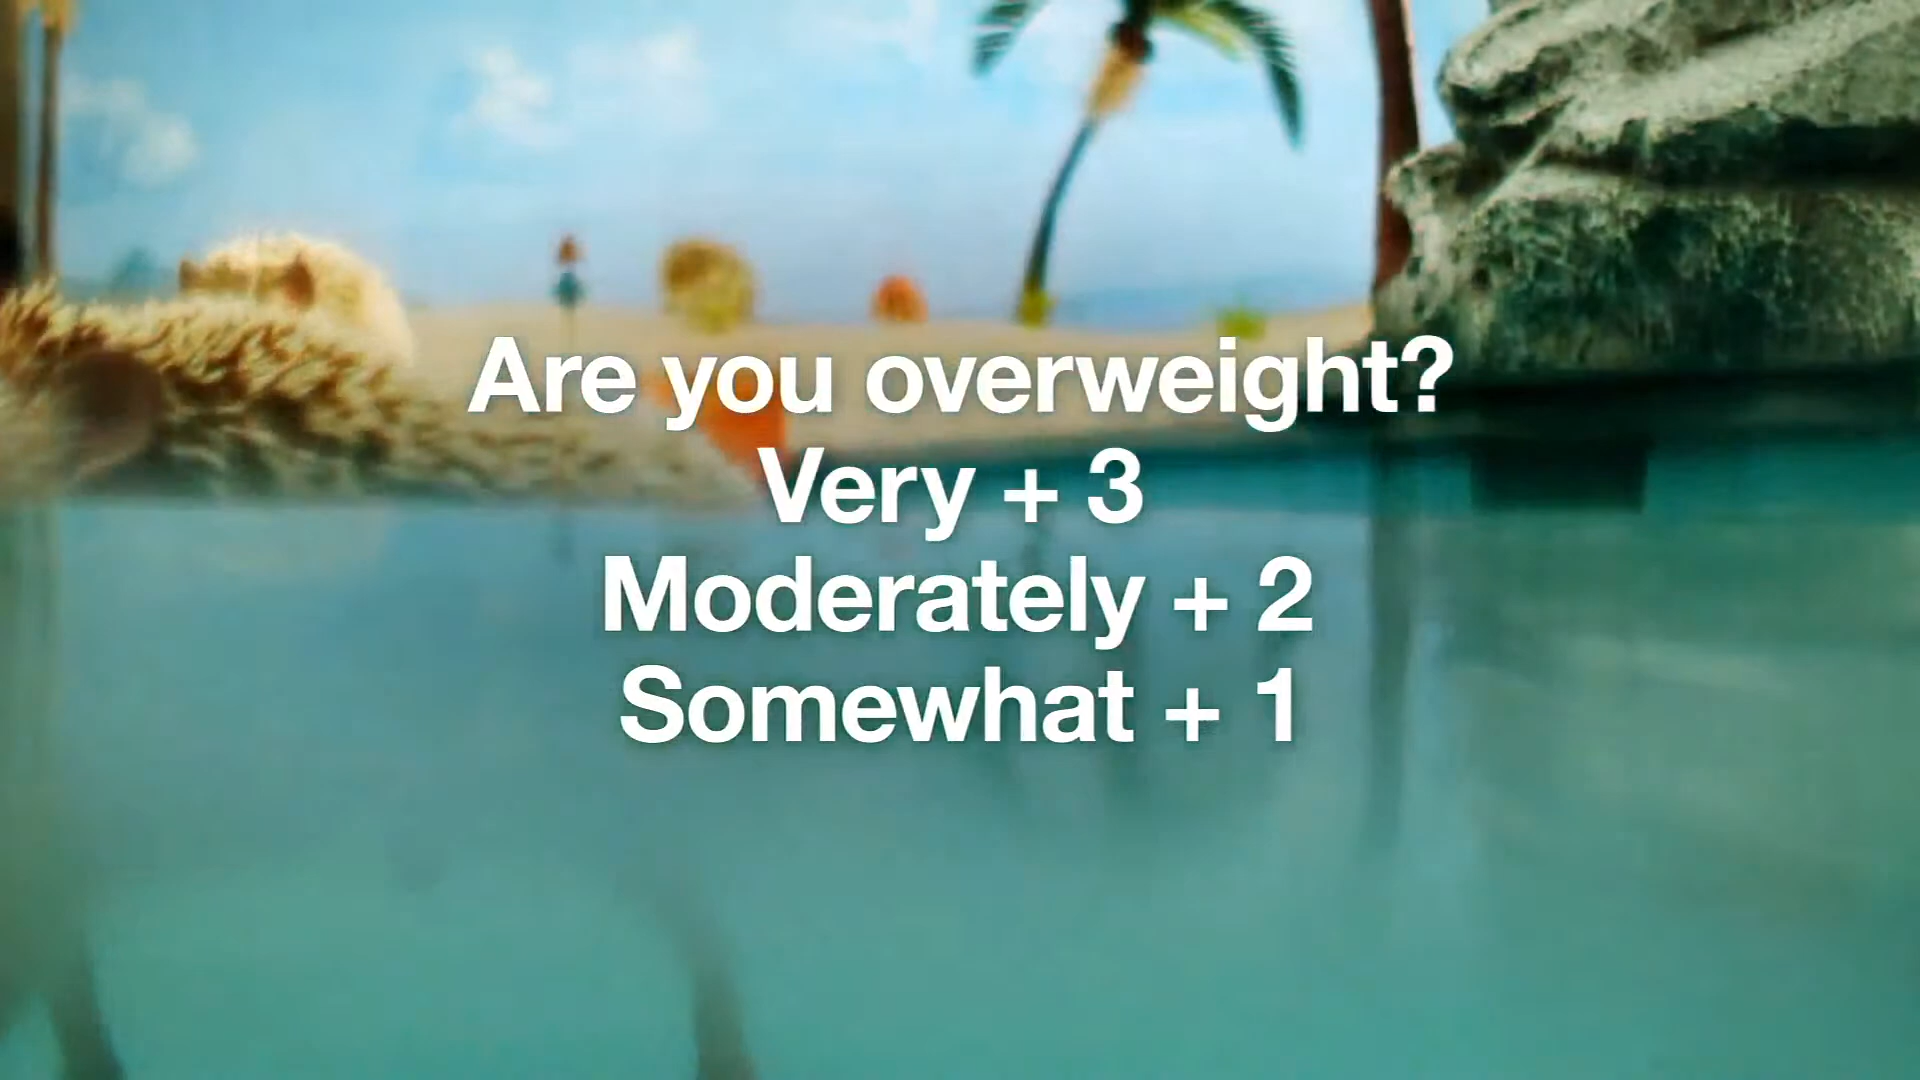 Are you overweight?
Very + 3
Moderately + 2
Somewhat + 1